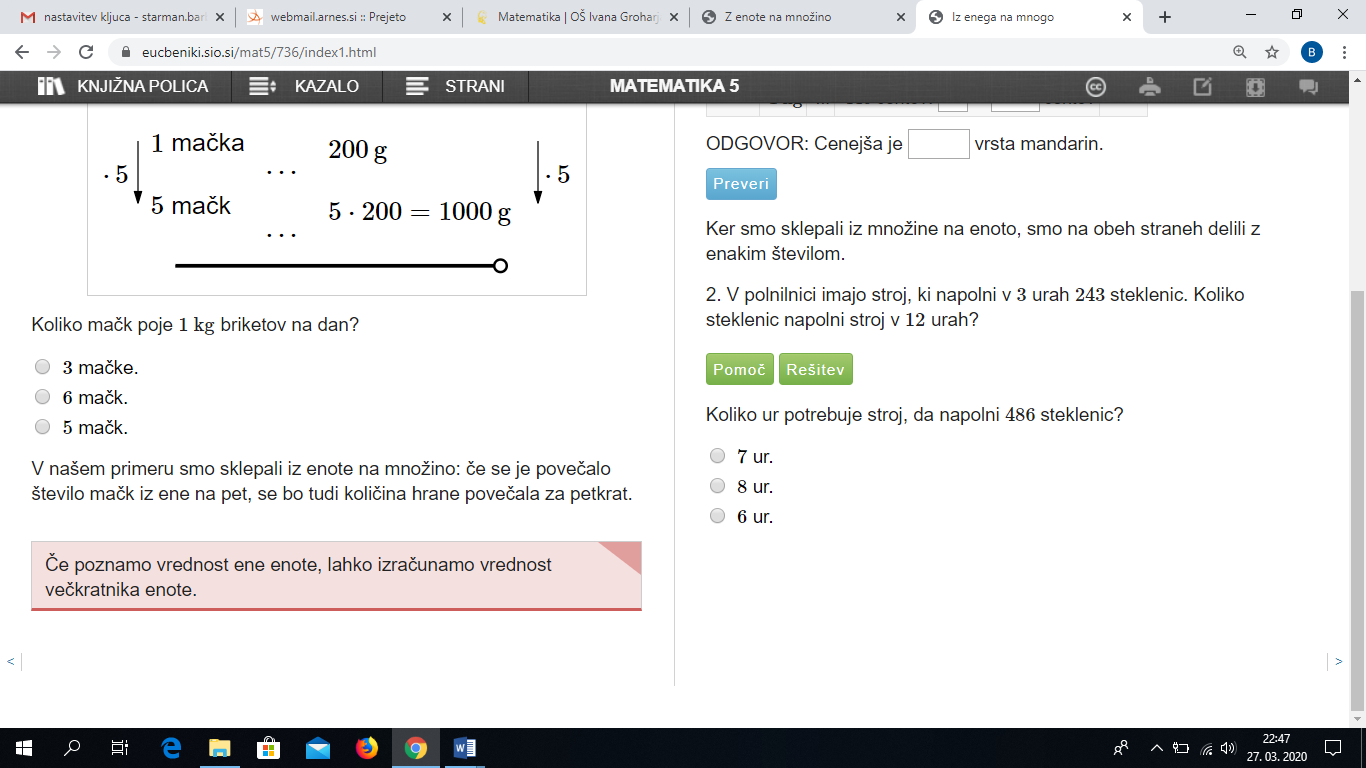 nastavitev kljuca - starman.bar
webmail.arnes.si :: Prejeto
Matematika | OŠ Ivana Groharj
Z enote na množino
Iz enega na mnogo
eucbeniki.sio.si/mat5/736/index1.html
B
KNJIŽNA POLICA
KAZALO
STRANI
MATEMATIKA 5
cc
1 mačka ... 200 g
· 5
· 5
5 mačk ... 5 · 200 = 1000 g
Koliko mačk poje 1 kg briketov na dan?
3 mačke.
6 mačk.
5 mačk.
V našem primeru smo sklepali iz enote na množino: če se je povečalo
število mačk iz ene na pet, se bo tudi količina hrane povečala za petkrat.
Če poznamo vrednost ene enote, lahko izračunamo vrednost
večkratnika enote.
<
ODGOVOR: Cenejša je vrsta mandarin.
Preveri
Ker smo sklepali iz množine na enoto, smo na obeh straneh delili z
enakim številom.
2. V polnilnici imajo stroj, ki napolni v 3 urah 243 steklenic. Koliko
steklenic napolni stroj v 12 urah?
Pomoč Rešitev
Koliko ur potrebuje stroj, da napolni 486 steklenic?
7 ur.
8 ur.
6 ur.
>
22:47
27. 03. 2020